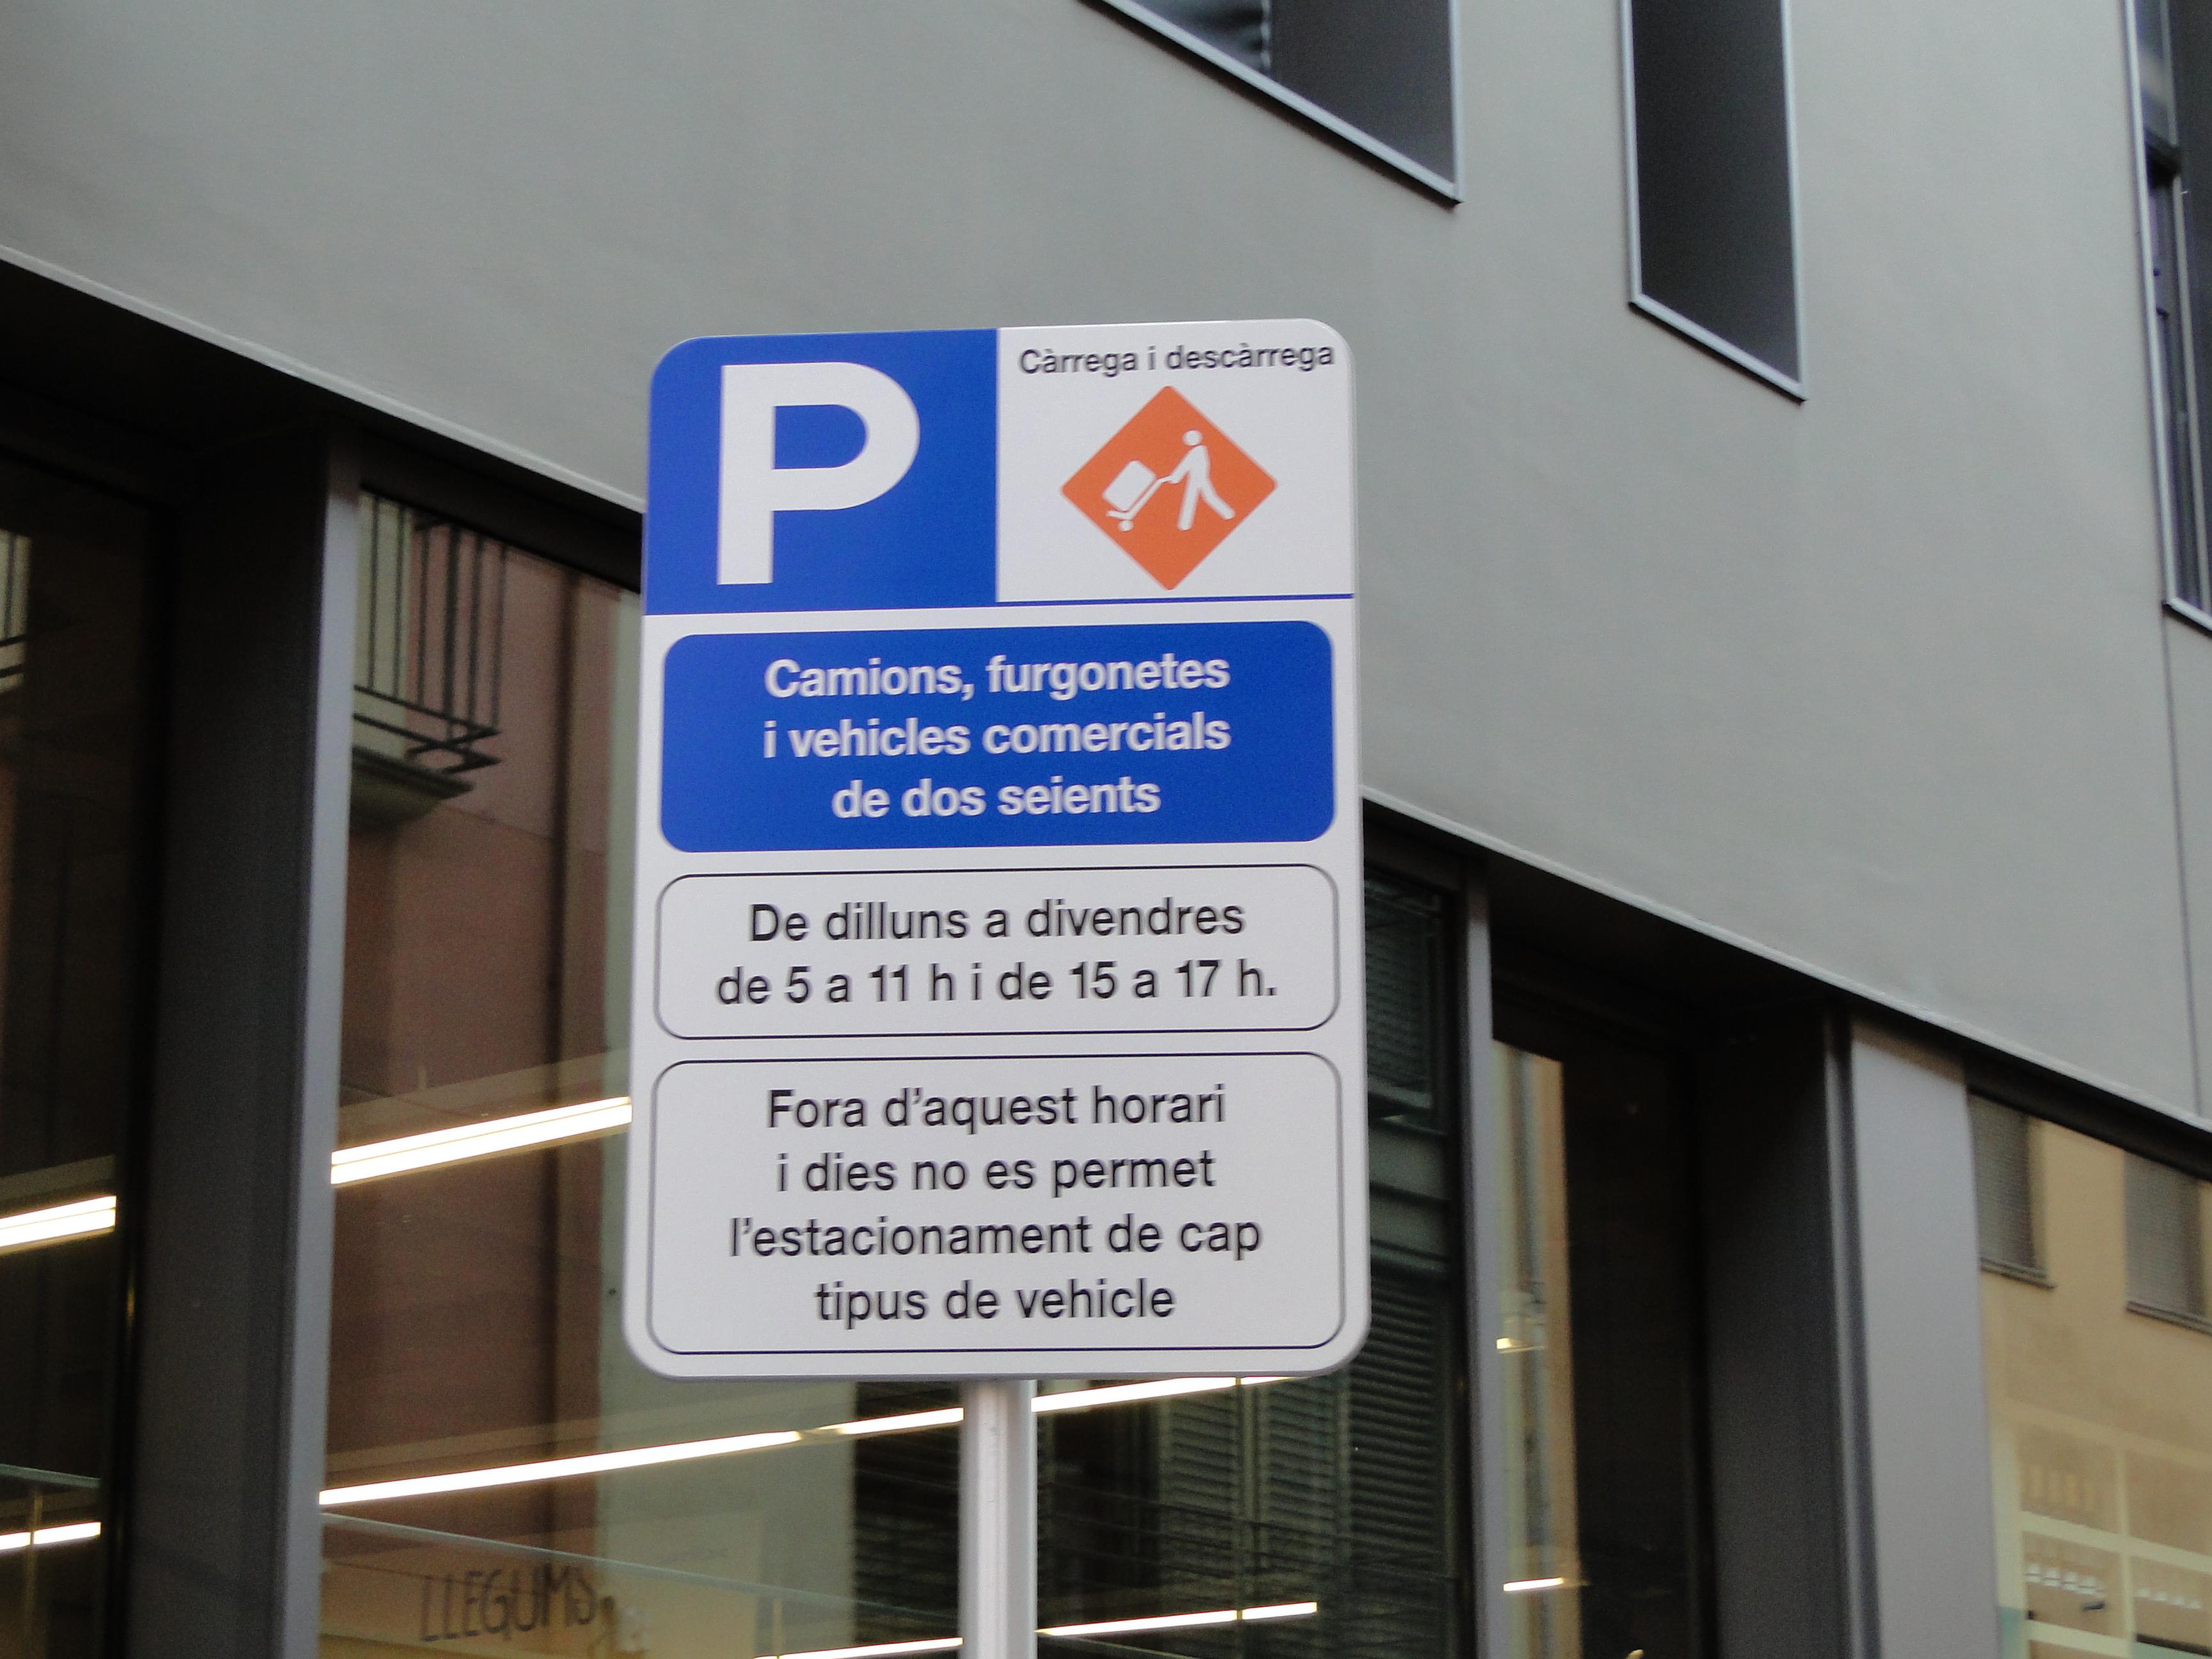 P
Càrrega i descàrrega
Camions, furgonetes
i vehicles comercials
de dos seients
De dilluns a divendres
de 5 a 11 h i de 15 a 17 h.
Fora d'aquest horari
i dies no es permet
l'estacionament de cap
tipus de vehicle
LLEGUMS